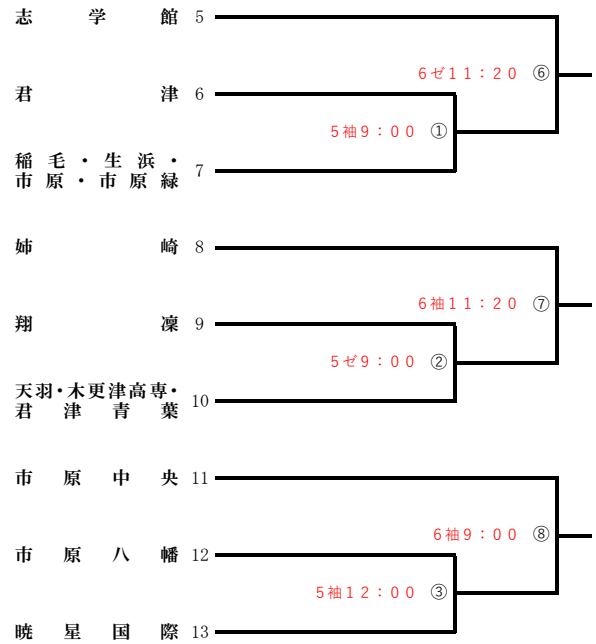 志学館 5
6ゼ11：20 ⑥
君津 6
5袖9：00 ①
稲毛・生浜・
市原・市原緑 7
姉崎 8
6袖11：20 ⑦
翔凜 9
5ゼ9：00 ②
天羽・木更津高専・
君津青葉 10
市原中央 11
6袖9：00 ⑧
市原八幡 12
5袖12：00 ③
暁星国際 13